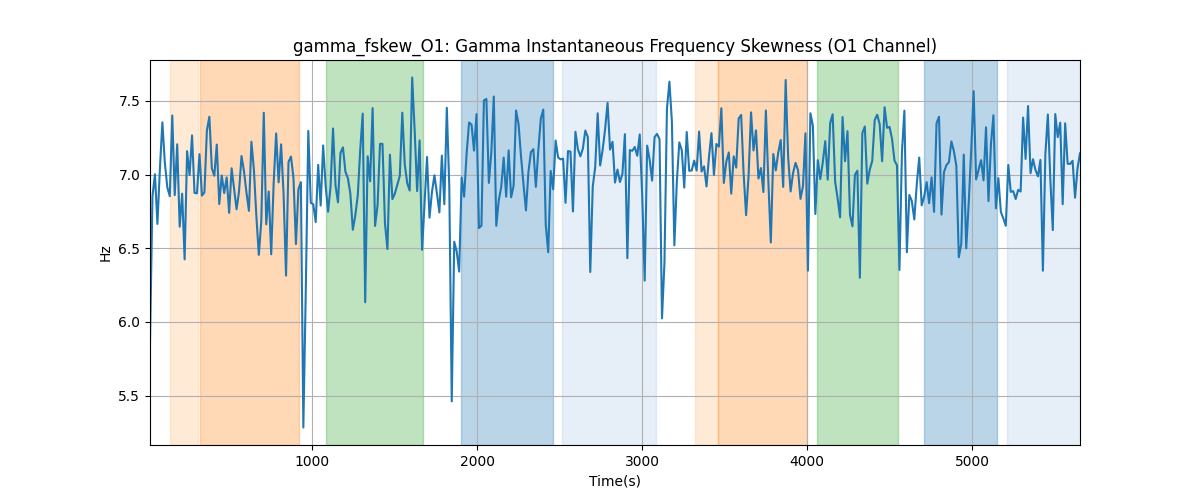 gamma_fskew_O1: Gamma Instantaneous Frequency Skewness (O1 Channel)
Hz
7.5
7.0
6.5
6.0
5.5
1000 2000 3000 4000 5000
Time(s)